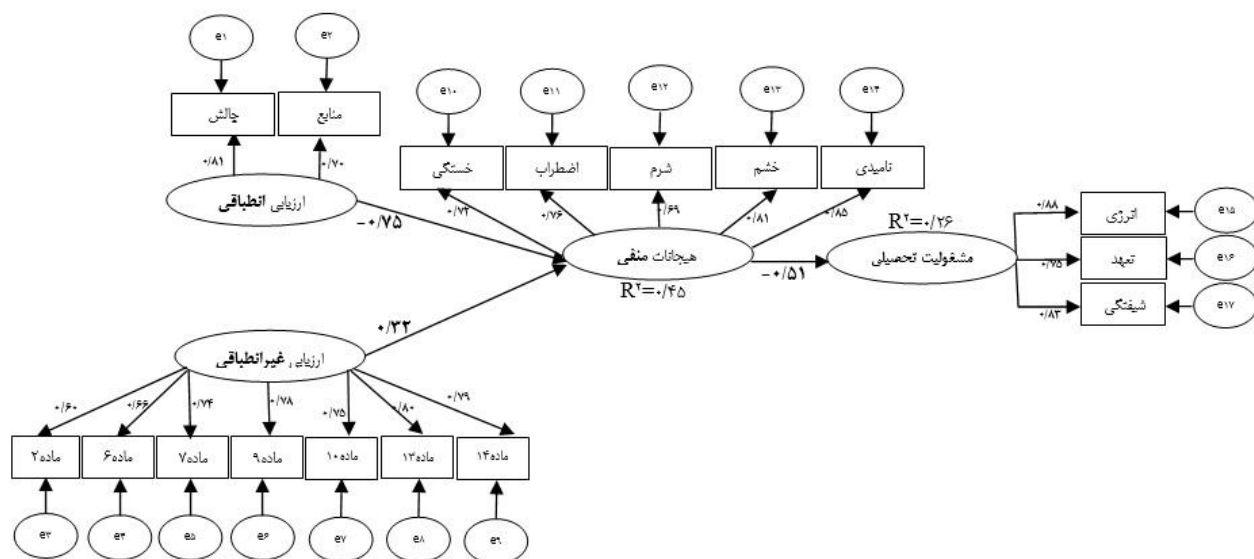 e۱
e۲
چالش
منابع
۰/۸۱
۰/۷۰
ارزیابی انطباقی
e۱۰
e۱۱
e۱۲
e۱۳
e۱۴
خستگی
اضطراب
شرم
خشم
ناامیدی
۰/۷۶
۰/۶۹
۰/۸۱
۰/۸۵
-۰/۷۵
هیجانات منفی
R۲=۰/۴۵
-۰/۵۱
R۲=۰/۲۶
مشغولیت تحصیلی
۰/۸۸
۰/۷۵
۰/۸۳
انرژی
تعهد
شیفتگی
e۱۵
e۱۶
e۱۷
۰/۳۲
ارزیابی غیرانطباقی
۰/۶۰
۰/۶۶
۰/۷۴
۰/۷۸
۰/۷۵
۰/۸۰
۰/۷۹
ماده۲
ماده۶
ماده۷
ماده۹
ماده۱۰
ماده۱۳
ماده۱۴
e۳
e۴
e۵
e۶
e۷
e۸
e۹